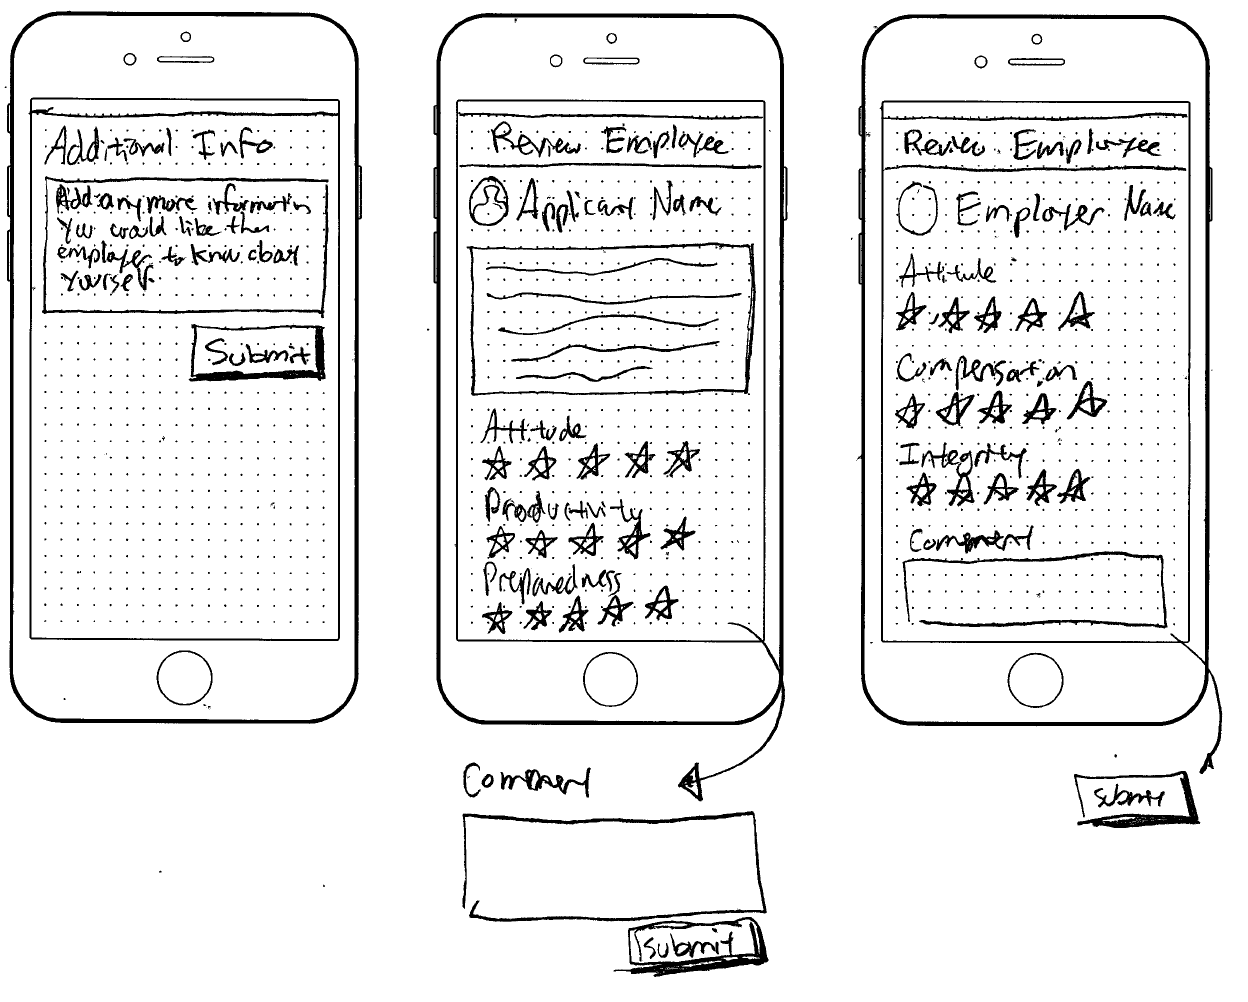 Additional Info
Add any more information
you would like the
employer to know about
yourself.
Submit
Review Employee
Applicant Name
Attitude
Productivity
Preparedness
Comment
submit
Review Employee
Employer Name
Attitude
Compensation
Integrity
Comment
submit